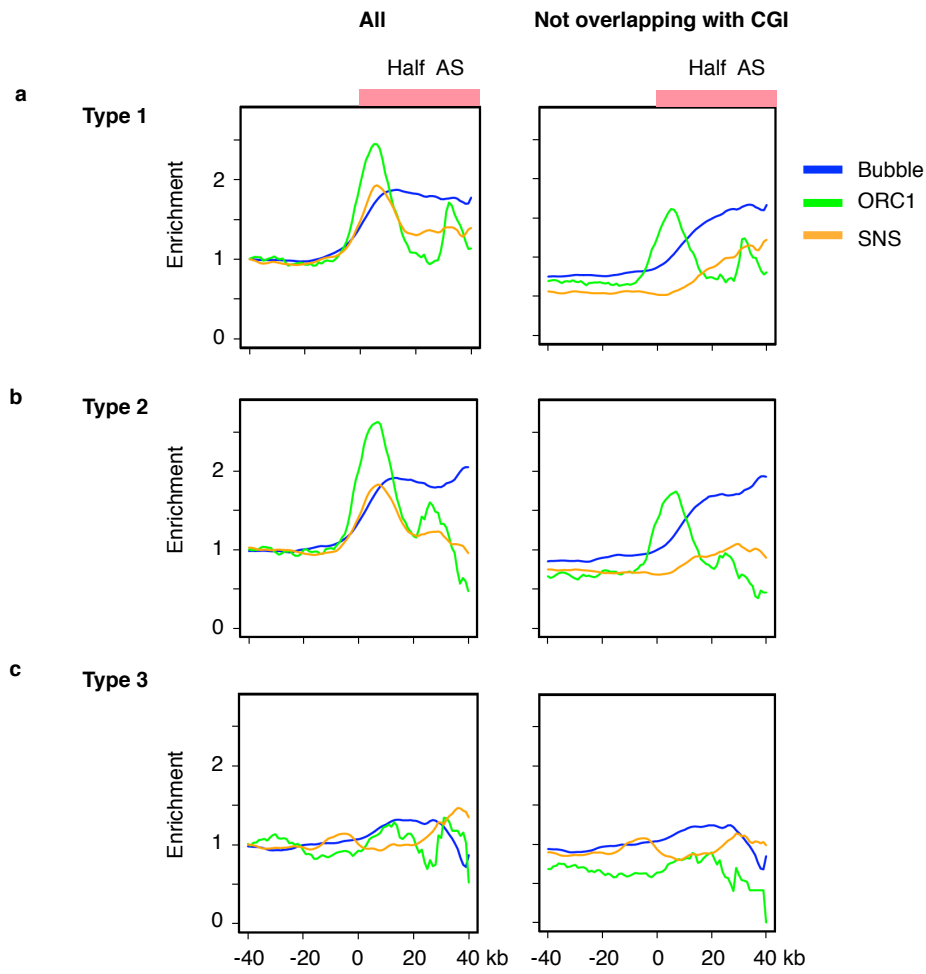 All
Not overlapping with CGI
Half AS
Half AS
a
Type 1
Enrichment
2
1
0
Bubble
ORC1
SNS
b
Type 2
Enrichment
2
1
0
c
Type 3
Enrichment
2
1
0
-40 -20 0 20 40 kb
-40 -20 0 20 40 kb